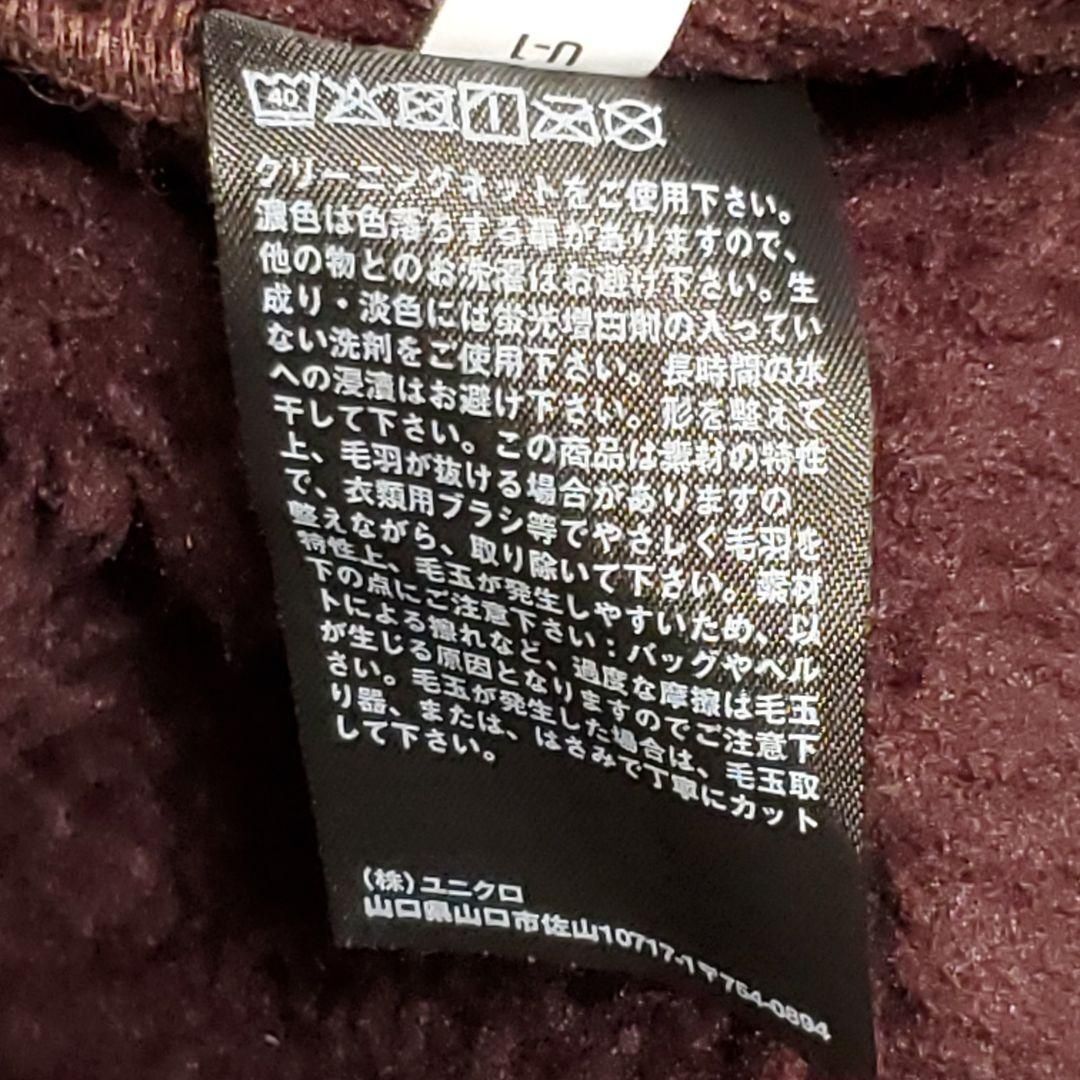 U-1
40
クリーニングネットをご使用下さい。
濃色は色落ちする事がありますので、
他の物とのお洗濯はお避け下さい。生
成り・淡色には蛍光増白剤の入ってい
ない洗剤をご使用下さい。長時間の水
への浸漬はお避け下さい。形を整えて
干して下さい。この商品は素材の特性
上、毛羽が抜ける場合がありますの
で、衣類用ブラシ等でやさしく毛羽を
整えながら、取り除いて下さい。素材
特性上、毛玉が発生しやすいため、以
下の点にご注意下さい：バッグやベル
トによる擦れなど、過度な摩擦は毛玉
が生じる原因となりますのでご注意下
さい。毛玉が発生した場合は、毛玉取
り器、または、はさみで丁寧にカット
して下さい。
(株)ユニクロ
山口県山口市佐山10717-1〒754-0894